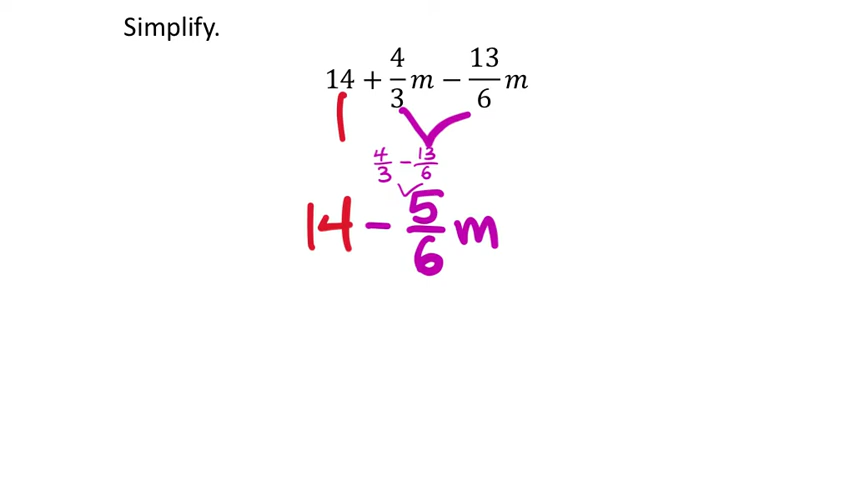 Simplify.
14 + 4/3 m − 13/6 m
4/3 − 13/6
14 − 5/6 m